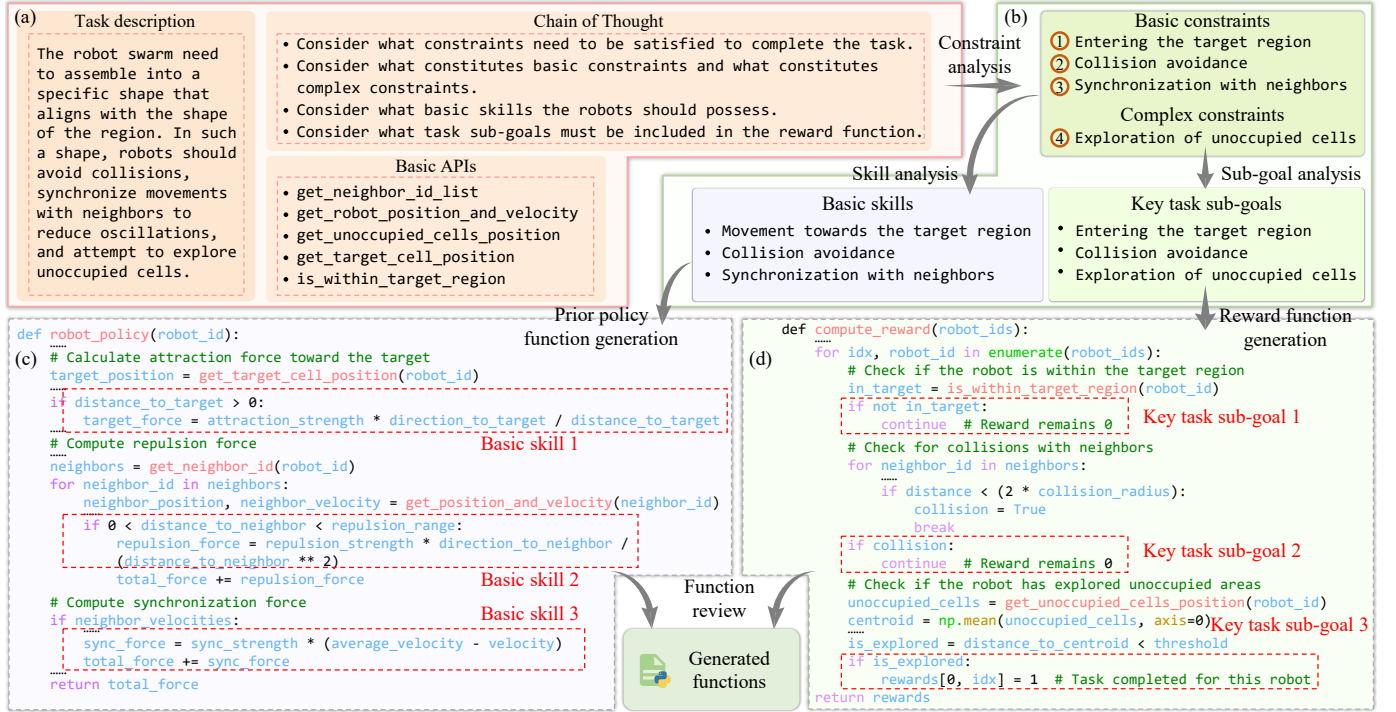 (a)
Task description
The robot swarm need
to assemble into a
specific shape that
aligns with the shape
of the region. In such
a shape, robots should
avoid collisions,
synchronize movements
with neighbors to
reduce oscillations,
and attempt to explore
unoccupied cells.
Chain of Thought
• Consider what constraints need to be satisfied to complete the task.
• Consider what constitutes basic constraints and what constitutes
complex constraints.
• Consider what basic skills the robots should possess.
• Consider what task sub-goals must be included in the reward function.
Basic APIs
• get_neighbor_id_list
• get_robot_position_and_velocity
• get_unoccupied_cells_position
• get_target_cell_position
• is_within_target_region
Constraint
analysis
(b)
Basic constraints
1 Entering the target region
2 Collision avoidance
3 Synchronization with neighbors
Complex constraints
4 Exploration of unoccupied cells
Skill analysis
Sub-goal analysis
Basic skills
• Movement towards the target region
• Collision avoidance
• Synchronization with neighbors
Key task sub-goals
• Entering the target region
• Collision avoidance
• Exploration of unoccupied cells
Prior policy
function generation
Reward function
generation
(c)
def robot_policy(robot_id):
......
# Calculate attraction force toward the target
target_position = get_target_cell_position(robot_id)
......
if distance_to_target > 0:
target_force = attraction_strength * direction_to_target / distance_to_target
Basic skill 1
......
# Compute repulsion force
......
neighbors = get_neighbor_id(robot_id)
for neighbor_id in neighbors:
neighbor_position, neighbor_velocity = get_position_and_velocity(neighbor_id)
......
if 0 < distance_to_neighbor < repulsion_range:
repulsion_force = repulsion_strength * direction_to_neighbor /
(distance_to_neighbor ** 2)
total_force += repulsion_force
Basic skill 2
# Compute synchronization force
if neighbor_velocities:
Basic skill 3
......
sync_force = sync_strength * (average_velocity - velocity)
total_force += sync_force
......
return total_force
Function
review
Generated
functions
(d)
def compute_reward(robot_ids):
......
for idx, robot_id in enumerate(robot_ids):
# Check if the robot is within the target region
in_target = is_within_target_region(robot_id)
if not in_target:
continue # Reward remains 0
Key task sub-goal 1
# Check for collisions with neighbors
for neighbor_id in neighbors:
......
if distance < (2 * collision_radius):
collision = True
break
if collision:
continue # Reward remains 0
Key task sub-goal 2
# Check if the robot has explored unoccupied areas
unoccupied_cells = get_unoccupied_cells_position(robot_id)
centroid = np.mean(unoccupied_cells, axis=0)
Key task sub-goal 3
......
is_explored = distance_to_centroid < threshold
if is_explored:
rewards[0, idx] = 1 # Task completed for this robot
return rewards